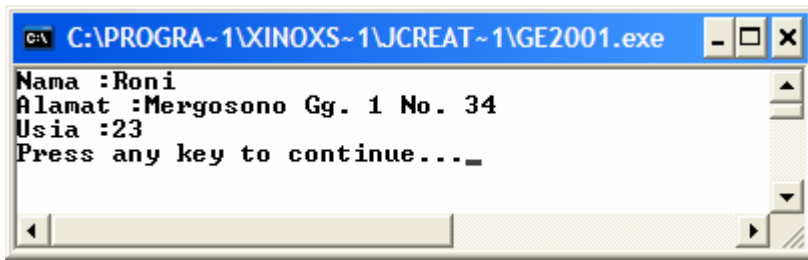 C:\PROGRA~1\XINOXS~1\JCREAT~1\GE2001.exe
Nama :Roni
Alamat :Mergosono Gg. 1 No. 34
Usia :23
Press any key to continue..._